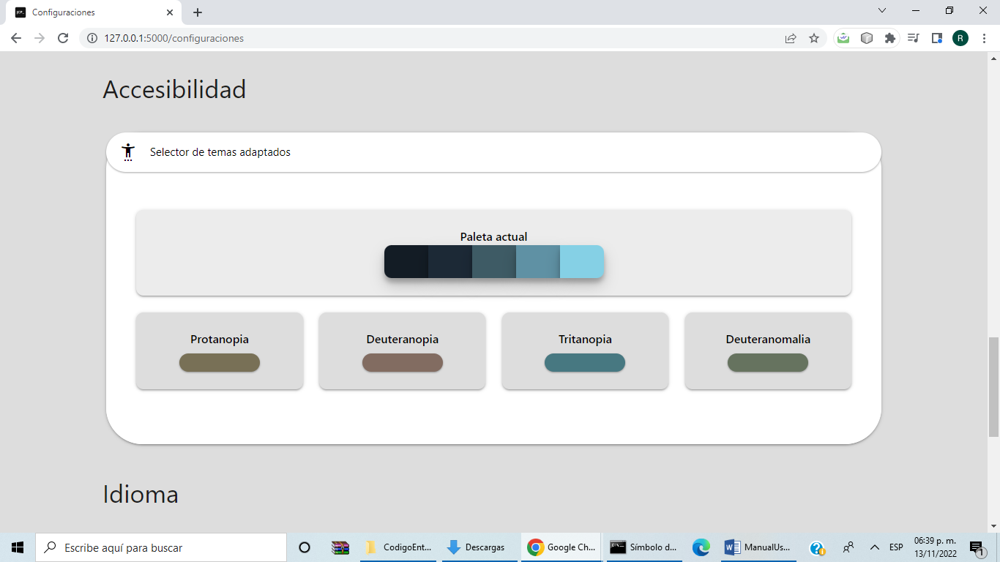 Configuraciones
127.0.0.1:5000/configuraciones
R
Accesibilidad
Selector de temas adaptados
Paleta actual
Protanopia
Deuteranopia
Tritanopia
Deuteranomalia
Idioma
Escribe aquí para buscar
CodigoEnt...
Descargas
Google Ch...
Símbolo d...
ManualUs...
ESP
06:39 p. m.
13/11/2022
1